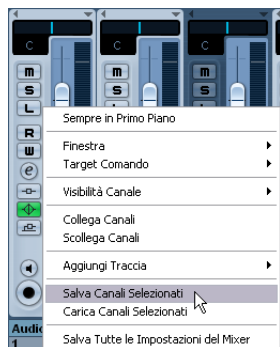 C C C
m m m
S S S
L
R
W
e
Sempre in Primo Piano
Finestra
Target Comando
Visibilità Canale
Collega Canali
Scollega Canali
Aggiungi Traccia
Salva Canali Selezionati
Carica Canali Selezionati
Salva Tutte le Impostazioni del Mixer
Audio
1